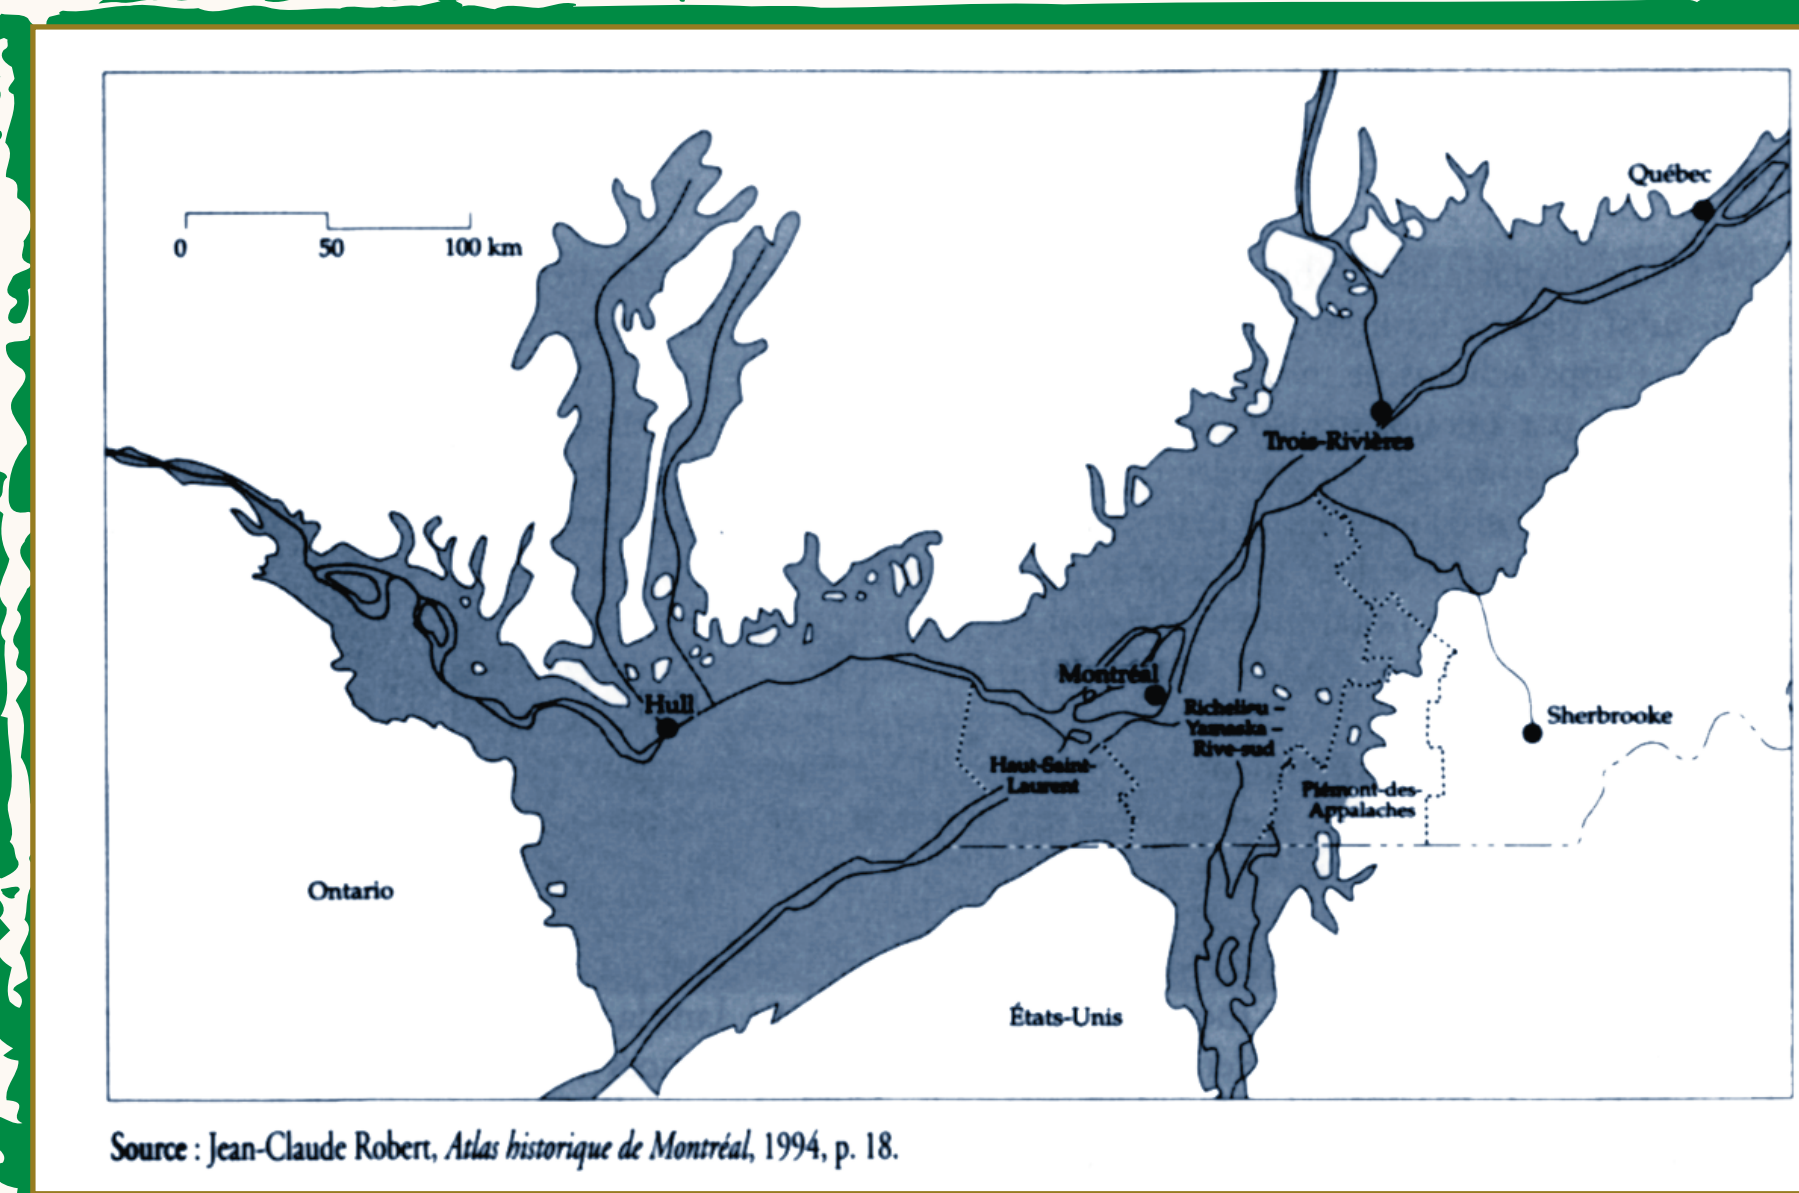 Québec
0 50 100 km
Trois-Rivières
Montréal
Hull
Richelieu –
Yamaska –
Rive-sud
Sherbrooke
Haut-Saint-
Laurent
Piémont-des-
Appalaches
Ontario
États-Unis
Source : Jean-Claude Robert, Atlas historique de Montréal, 1994, p. 18.